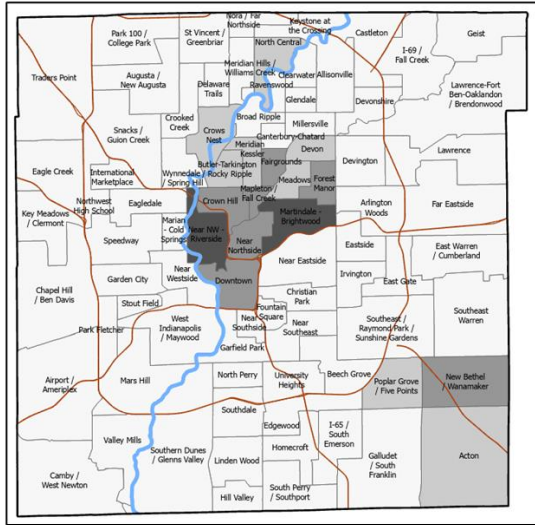 Nora / Far
Northside
Keystone at
the Crossing
Park 100 /
College Park
St Vincent /
Greenbriar
North Central
Castleton
Geist
I-69 /
Fall Creek
Traders Point
Augusta /
New Augusta
Meridian Hills /
Williams Creek
Ravenswood
Clearwater
Allisonville
Delaware
Trails
Glendale
Devonshire
Lawrence-Fort
Ben-Oaklandon /
Brendonwood
Snacks /
Guion Creek
Crooked
Creek
Broad Ripple
Millersville
Crows
Nest
Canterbury-Chatard
Meridian
Kessler
Devon
Lawrence
Eagle Creek
International
Marketplace
Wynnedale /
Spring Hill
Butler-Tarkington
/ Rocky Ripple
Fairgrounds
Devington
Meadows
Forest
Manor
Key Meadows
/ Clermont
Northwest
High School
Eagledale
Crown Hill
Mapleton /
Fall Creek
Arlington
Woods
Far Eastside
Marian
- Cold
Springs
Near NW -
Riverside
Martindale -
Brightwood
Speedway
Near
Northside
Eastside
East Warren
/ Cumberland
Near
Westside
Near Eastside
Irvington
East Gate
Chapel Hill
/ Ben Davis
Garden City
Downtown
Christian
Park
Stout Field
Fountain
Square
Southeast
Warren
Park Fletcher
West
Indianapolis
/ Maywood
Near
Southside
Near
Southeast
Southeast /
Raymond Park /
Sunshine Gardens
Garfield Park
Airport /
Ameriplex
Mars Hill
North Perry
University
Heights
Beech Grove
Poplar Grove
/ Five Points
New Bethel
/ Wanamaker
Southdale
Valley Mills
Edgewood
I-65 /
South
Emerson
Acton
Southern Dunes
/ Glenns Valley
Linden Wood
Homecroft
Galludet
/ South
Franklin
Camby /
West Newton
Hill Valley
South Perry
/ Southport